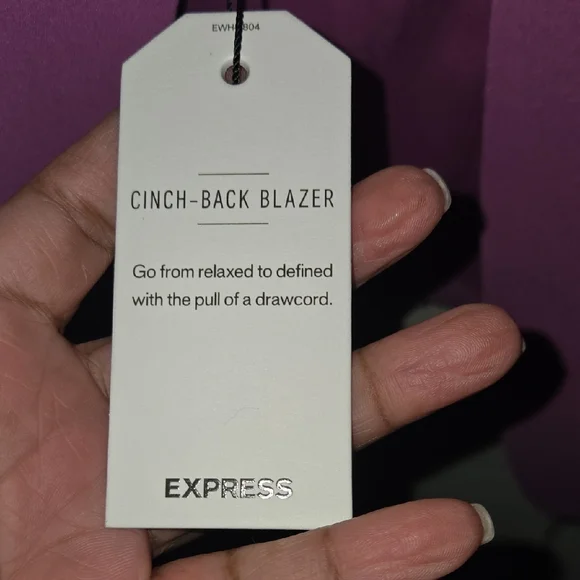 CINCH-BACK BLAZER
Go from relaxed to defined
with the pull of a drawcord.
EXPRESS